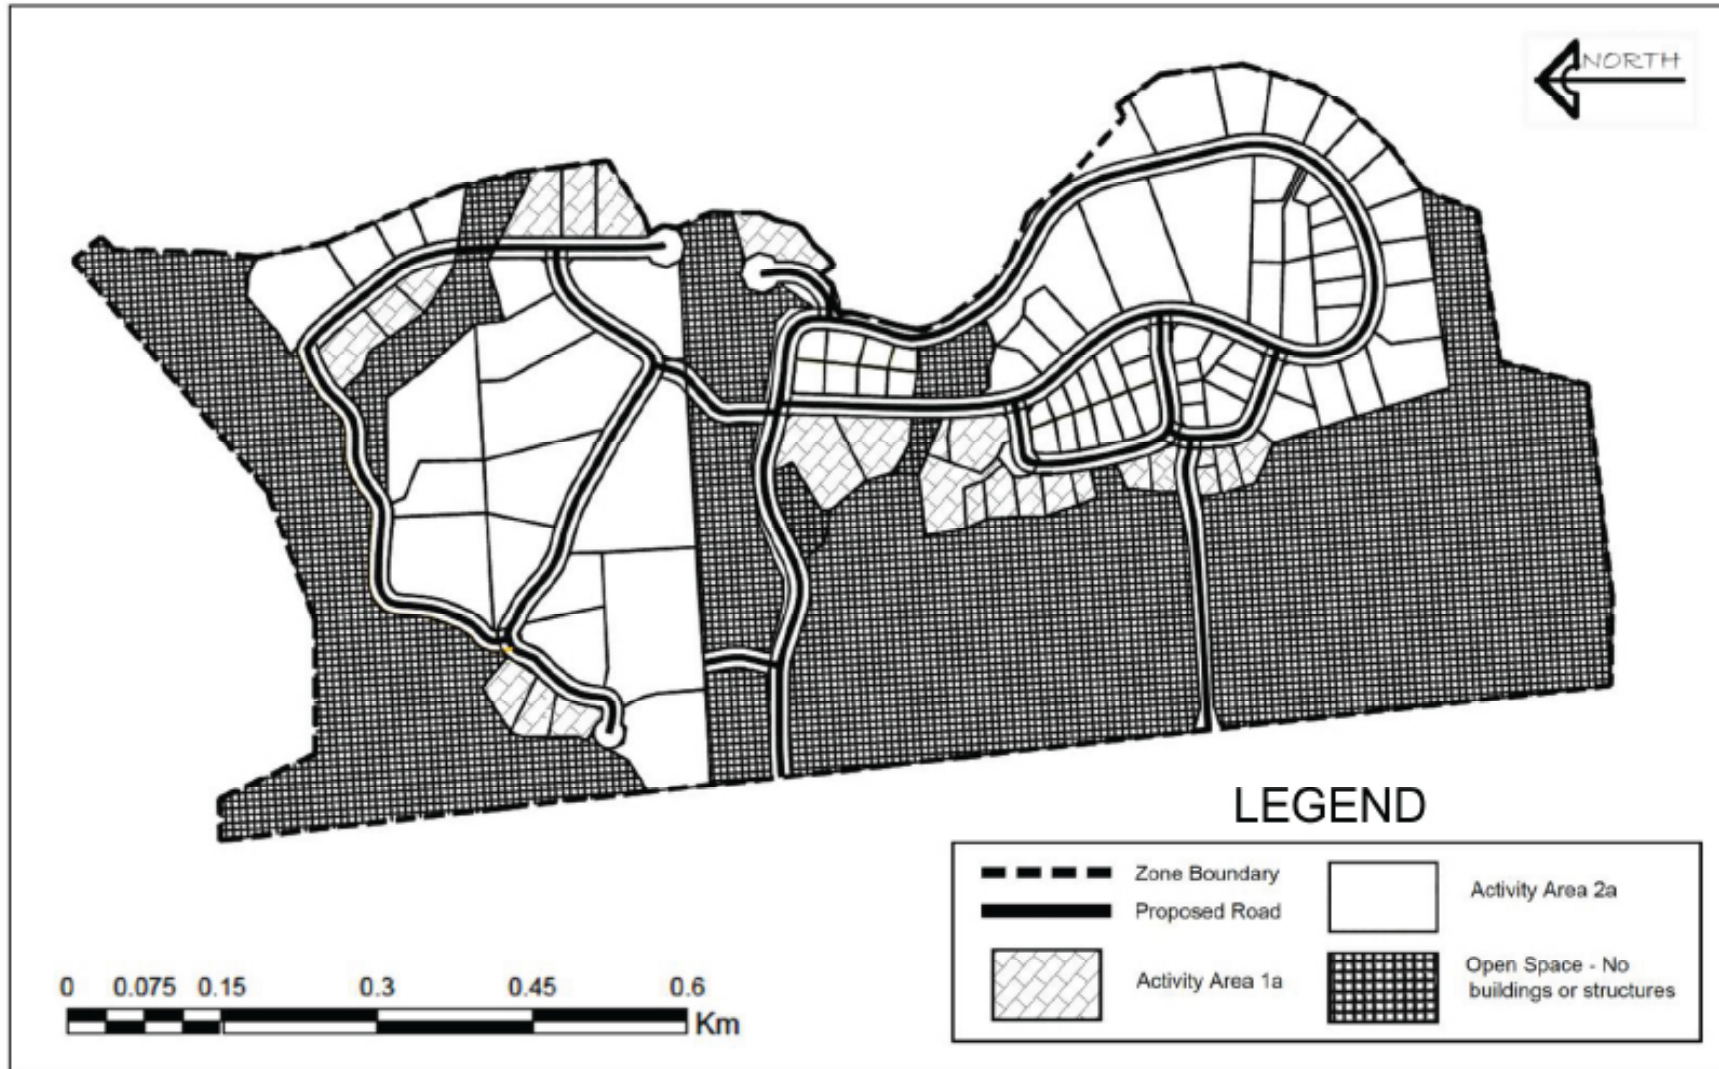 NORTH
LEGEND
Zone Boundary
Proposed Road
Activity Area 1a
Activity Area 2a
Open Space - No
buildings or structures
0 0.075 0.15 0.3 0.45 0.6
Km